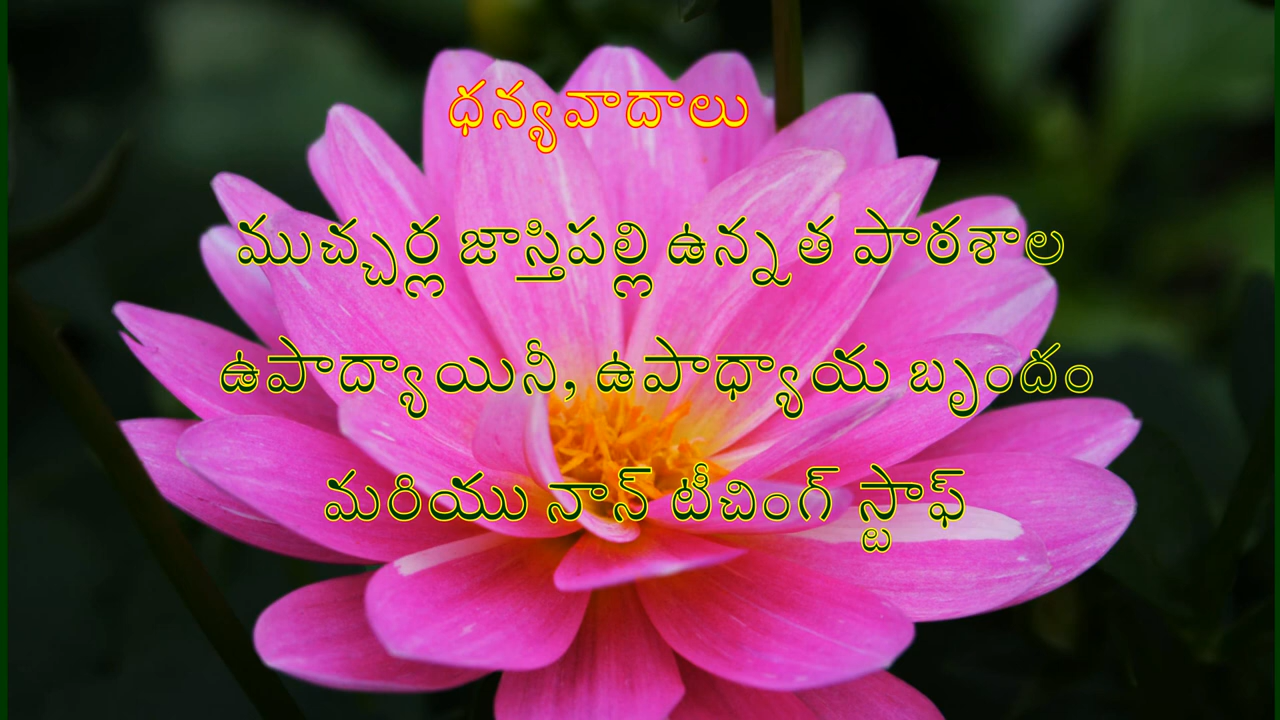 ధన్యవాదాలు
ముచ్చర్ల జాస్తిపల్లి ఉన్నత పాఠశాల
ఉపాద్యాయినీ, ఉపాధ్యాయ బృందం
మరియు నాన్ టీచింగ్ స్టాఫ్